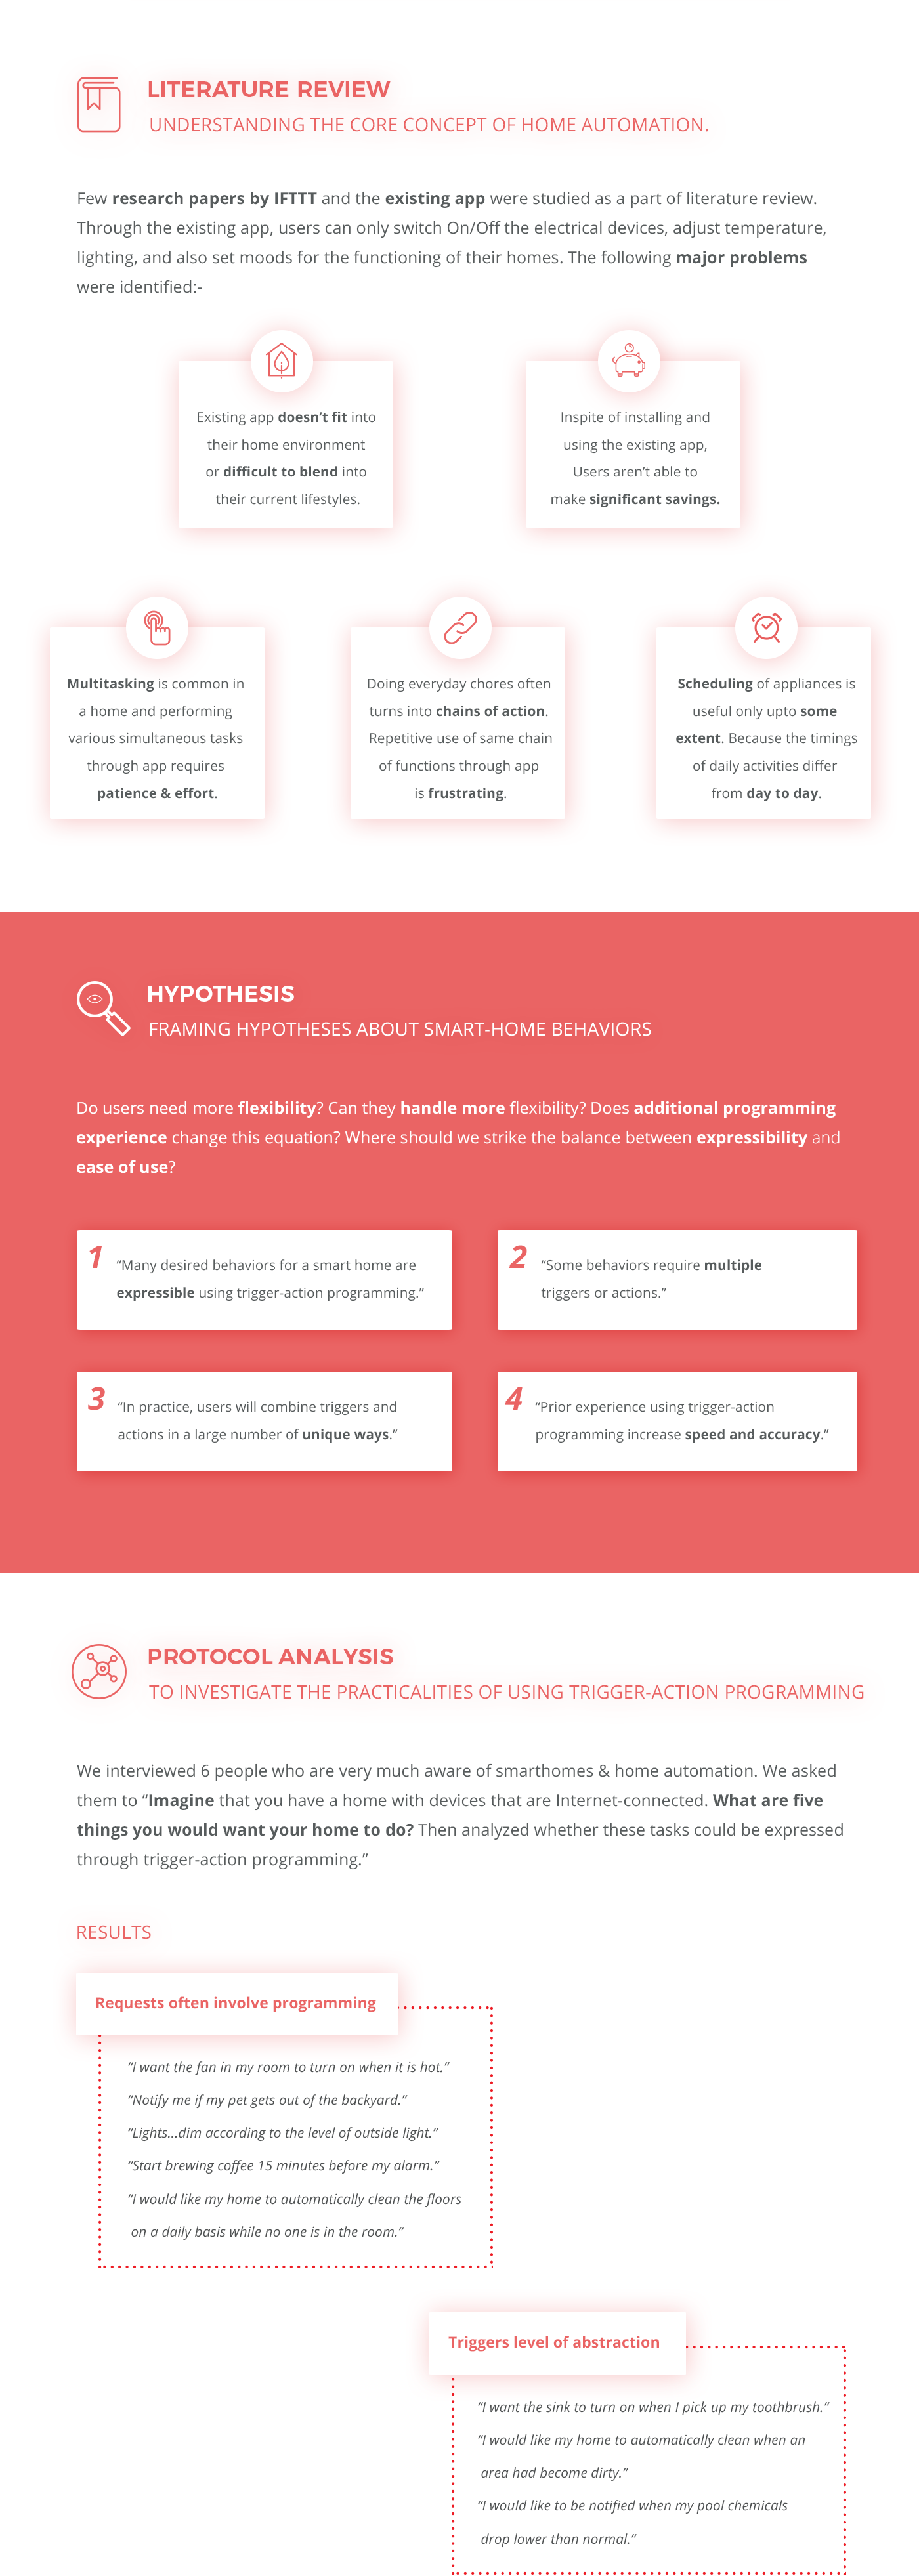 LITERATURE REVIEW
UNDERSTANDING THE CORE CONCEPT OF HOME AUTOMATION.
Few research papers by IFTTT and the existing app were studied as a part of literature review.
Through the existing app, users can only switch On/Off the electrical devices, adjust temperature,
lighting, and also set moods for the functioning of their homes. The following major problems
were identified:-
Existing app doesn’t fit into
their home environment
or difficult to blend into
their current lifestyles.
Inspite of installing and
using the existing app,
Users aren’t able to
make significant savings.
Multitasking is common in
a home and performing
various simultaneous tasks
through app requires
patience & effort.
Doing everyday chores often
turns into chains of action.
Repetitive use of same chain
of functions through app
is frustrating.
Scheduling of appliances is
useful only upto some
extent. Because the timings
of daily activities differ
from day to day.
HYPOTHESIS
FRAMING HYPOTHESES ABOUT SMART-HOME BEHAVIORS
Do users need more flexibility? Can they handle more flexibility? Does additional programming
experience change this equation? Where should we strike the balance between expressibility and
ease of use?
1 “Many desired behaviors for a smart home are
expressible using trigger-action programming.”
2 “Some behaviors require multiple
triggers or actions.”
3 “In practice, users will combine triggers and
actions in a large number of unique ways.”
4 “Prior experience using trigger-action
programming increase speed and accuracy.”
PROTOCOL ANALYSIS
TO INVESTIGATE THE PRACTICALITIES OF USING TRIGGER-ACTION PROGRAMMING
We interviewed 6 people who are very much aware of smarthomes & home automation. We asked
them to “Imagine that you have a home with devices that are Internet-connected. What are five
things you would want your home to do? Then analyzed whether these tasks could be expressed
through trigger-action programming.”
RESULTS
Requests often involve programming
“I want the fan in my room to turn on when it is hot.”
“Notify me if my pet gets out of the backyard.”
“Lights...dim according to the level of outside light.”
“Start brewing coffee 15 minutes before my alarm.”
“I would like my home to automatically clean the floors
on a daily basis while no one is in the room.”
Triggers level of abstraction
“I want the sink to turn on when I pick up my toothbrush.”
“I would like my home to automatically clean when an
area had become dirty.”
“I would like to be notified when my pool chemicals
drop lower than normal.”